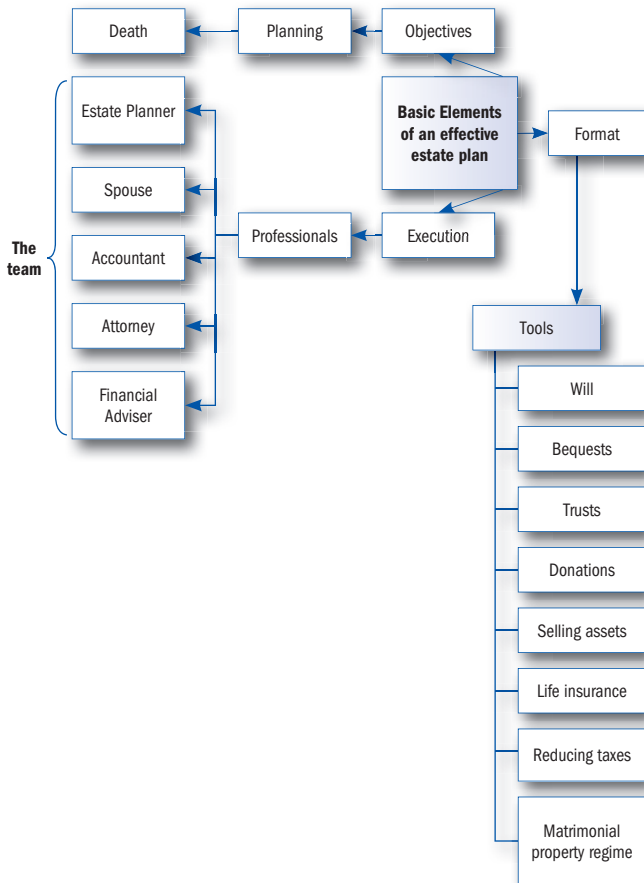 Death
Planning
Objectives
Basic Elements
of an effective
estate plan
Format
Estate Planner
Spouse
Professionals
Execution
The
team
Accountant
Attorney
Financial
Adviser
Tools
Will
Bequests
Trusts
Donations
Selling assets
Life insurance
Reducing taxes
Matrimonial
property regime